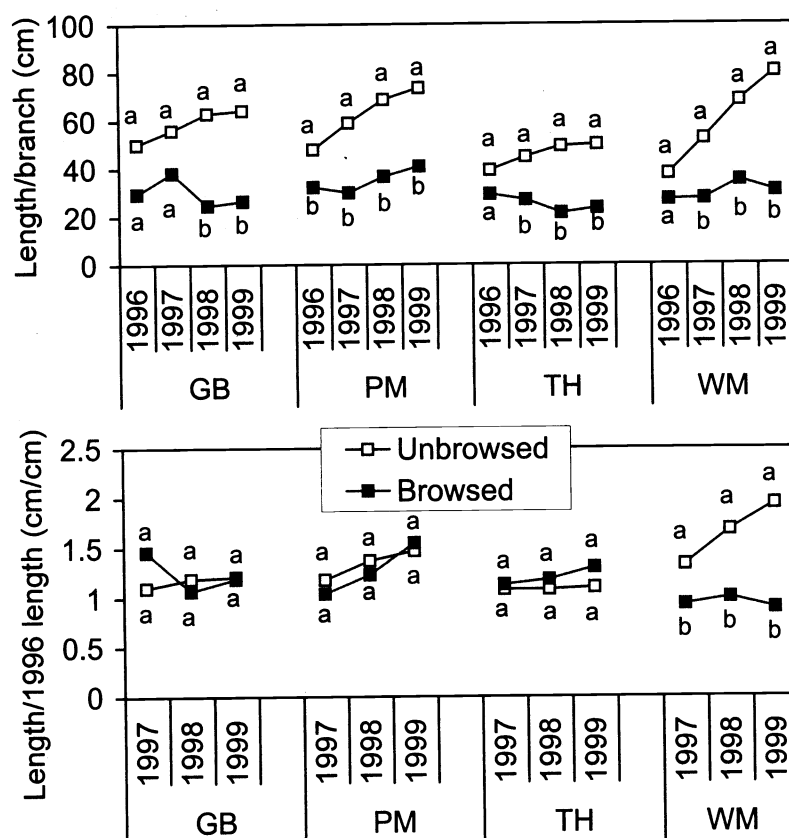 Length/branch (cm)
100
80
60
40
20
0
a a a a
a a b b
a a a a
b b b b
a a a a
a b b b
a a a a
a b b b
1996 1997 1998 1999 1996 1997 1998 1999 1996 1997 1998 1999 1996 1997 1998 1999
GB PM TH WM
Length/1996 length (cm/cm)
2.5
2
1.5
1
0.5
0
Unbrowsed
Browsed
a a a
a a a
a a a
a a a
a a a
a a a
a a a
b b b
1997 1998 1999 1997 1998 1999 1997 1998 1999 1997 1998 1999
GB PM TH WM